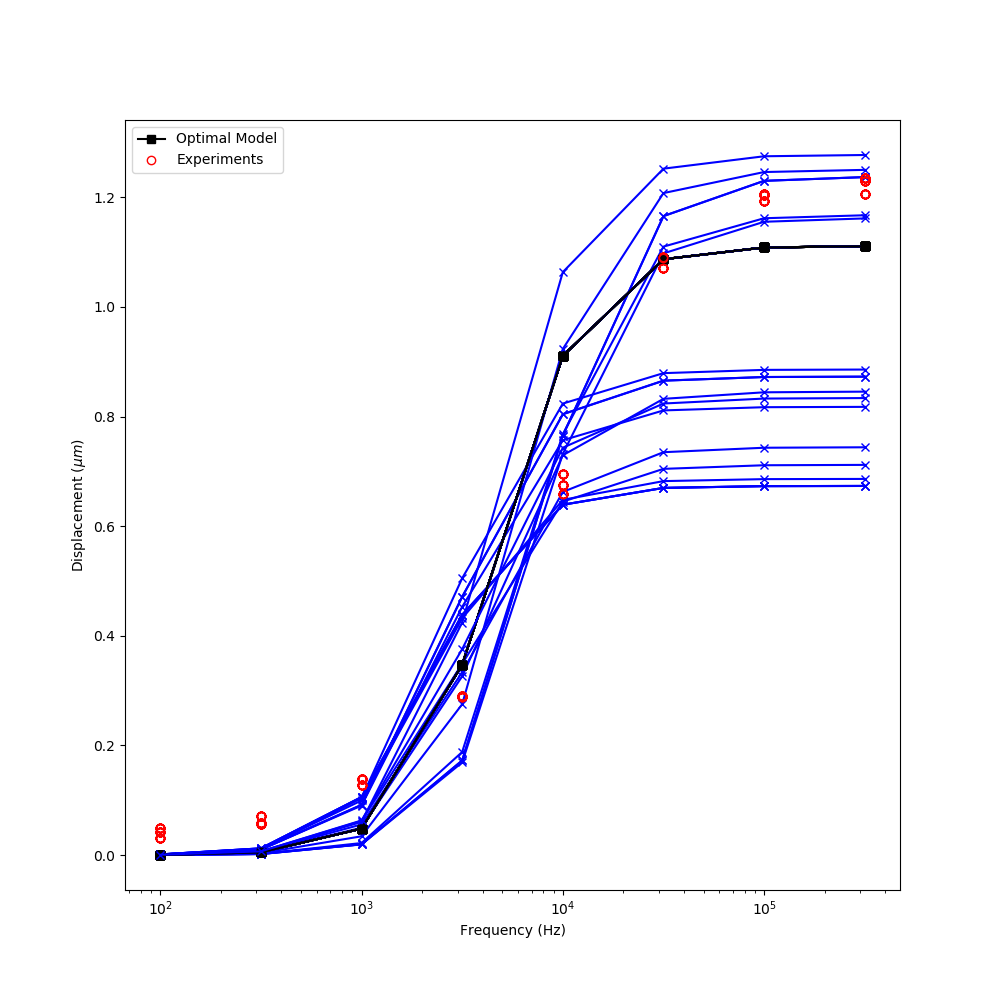 Optimal Model
Experiments
Displacement (μm)
1.2
1.0
0.8
0.6
0.4
0.2
0.0
10²
10³
10⁴
10⁵
Frequency (Hz)